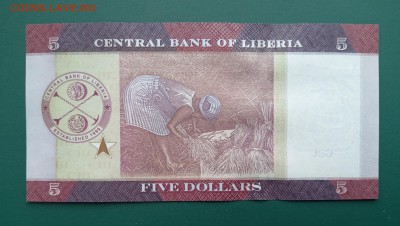 5 CENTRAL BANK OF LIBERIA 5
CENTRAL BANK OF LIBERIA
ESTABLISHED 1999
5 FIVE DOLLARS 5